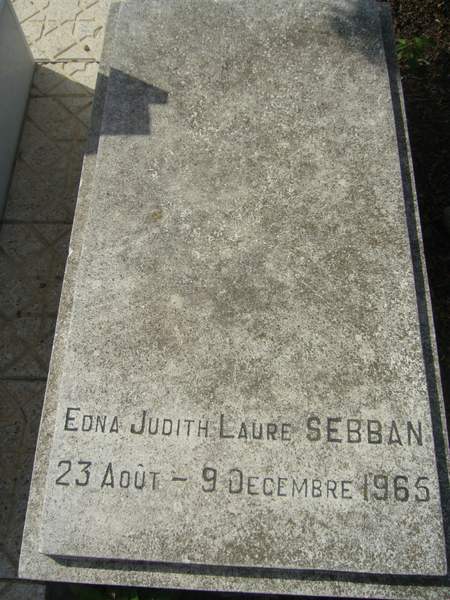 EDNA JUDITH LAURE SEBBAN
23 AOÛT - 9 DECEMBRE 1965